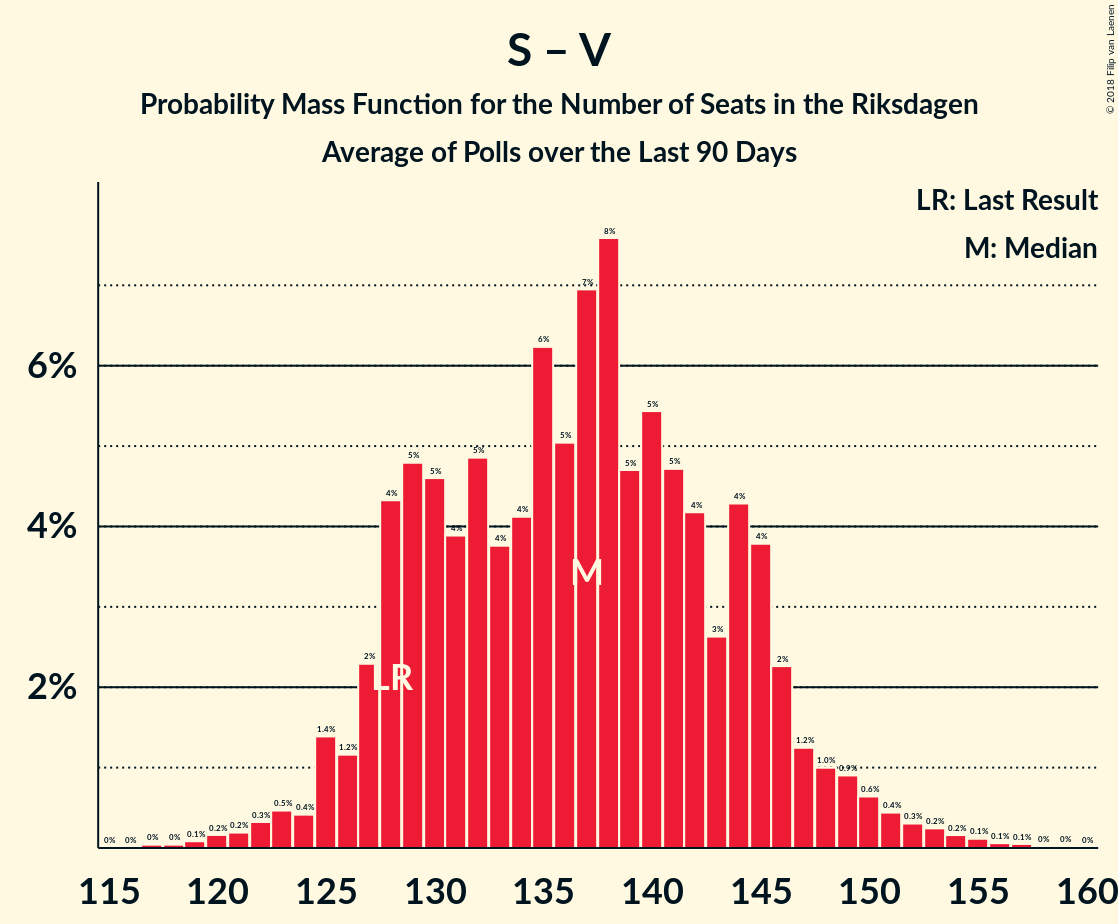 S – V
Probability Mass Function for the Number of Seats in the Riksdagen
Average of Polls over the Last 90 Days
© 2018 Filip van Laenen
LR: Last Result
M: Median
6%
4%
2%
0% 0% 0% 0% 0.1% 0.2% 0.2% 0.3% 0.5% 0.4% 1.4% 1.2% 2% 4% 5% 5% 4% 5% 4% 4% 6% 5% 7% 8% 5% 5% 5% 4% 3% 4% 4% 2% 1.2% 1.0% 0.9% 0.6% 0.4% 0.3% 0.2% 0.2% 0.1% 0.1% 0.1% 0% 0% 0%
M
LR
115 120 125 130 135 140 145 150 155 160